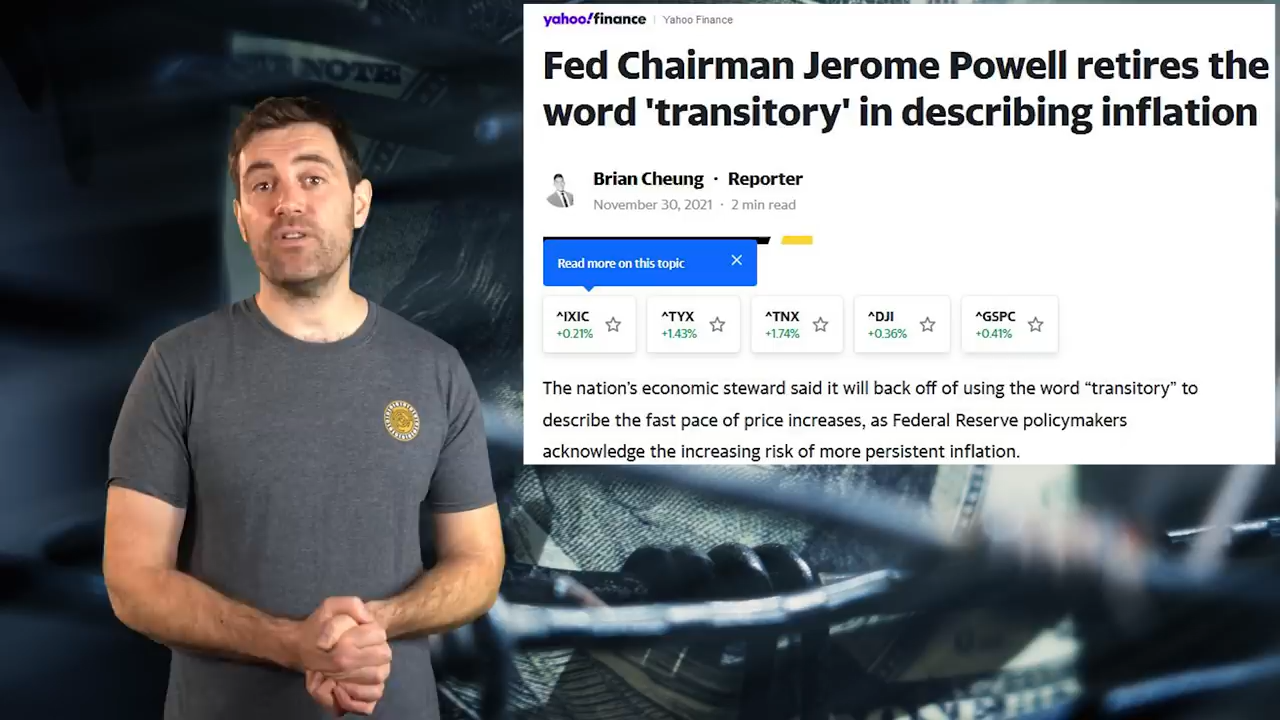 yahoo!finance | Yahoo Finance
Fed Chairman Jerome Powell retires the
word 'transitory' in describing inflation
Brian Cheung · Reporter
November 30, 2021 · 2 min read
Read more on this topic
^IXIC ^TYX ^TNX ^DJI ^GSPC
+0.21% +1.43% +1.74% +0.36% +0.41%
The nation's economic steward said it will back off of using the word “transitory” to
describe the fast pace of price increases, as Federal Reserve policymakers
acknowledge the increasing risk of more persistent inflation.
NOTE